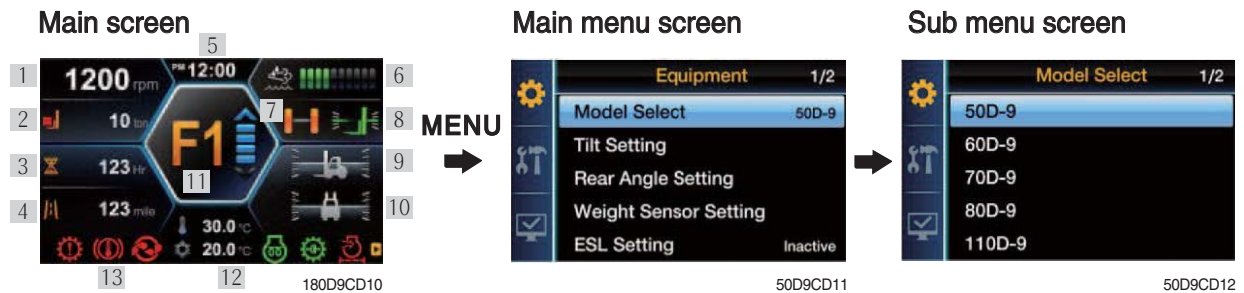 Main screen
Main menu screen
Sub menu screen
5
1
1200 rpm
PM 12:00
6
2
10 ton
7
8
F1
3
123 Hr
9
11
4
123 mile
10
30.0 °C
20.0 °C
13
12
180D9CD10
MENU
Equipment 1/2
Model Select 50D-9
Tilt Setting
Rear Angle Setting
Weight Sensor Setting
ESL Setting Inactive
50D9CD11
Model Select 1/2
50D-9
60D-9
70D-9
80D-9
110D-9
50D9CD12